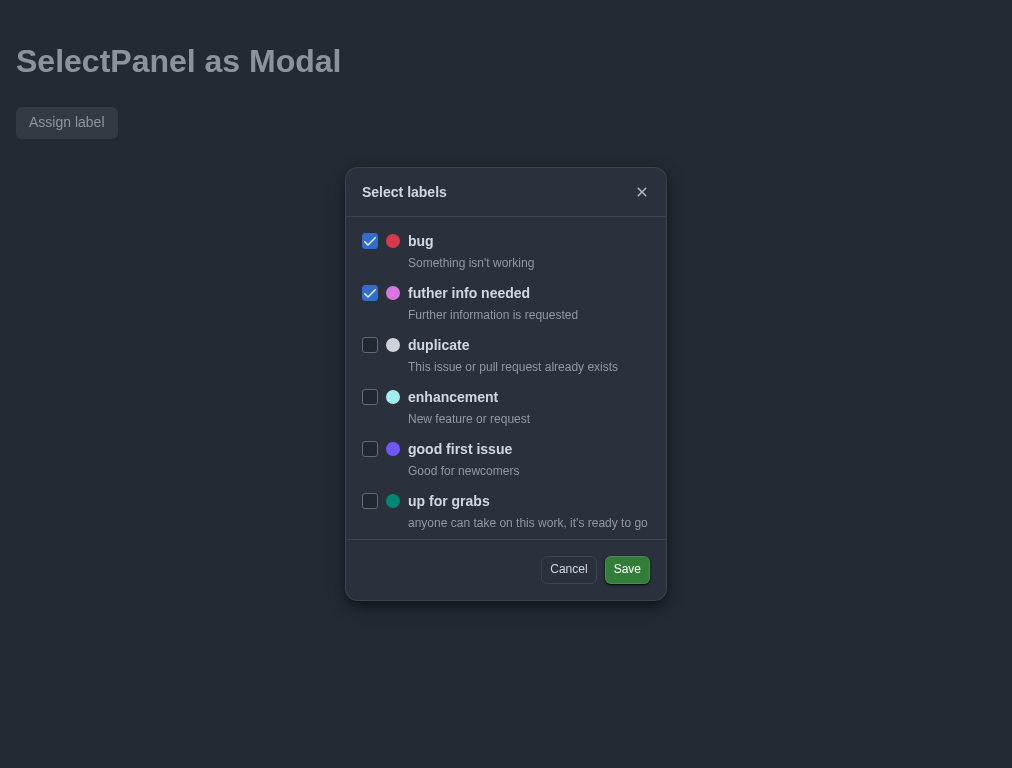 SelectPanel as Modal
Assign label
Select labels
bug
Something isn't working
futher info needed
Further information is requested
duplicate
This issue or pull request already exists
enhancement
New feature or request
good first issue
Good for newcomers
up for grabs
anyone can take on this work, it's ready to go
Cancel Save